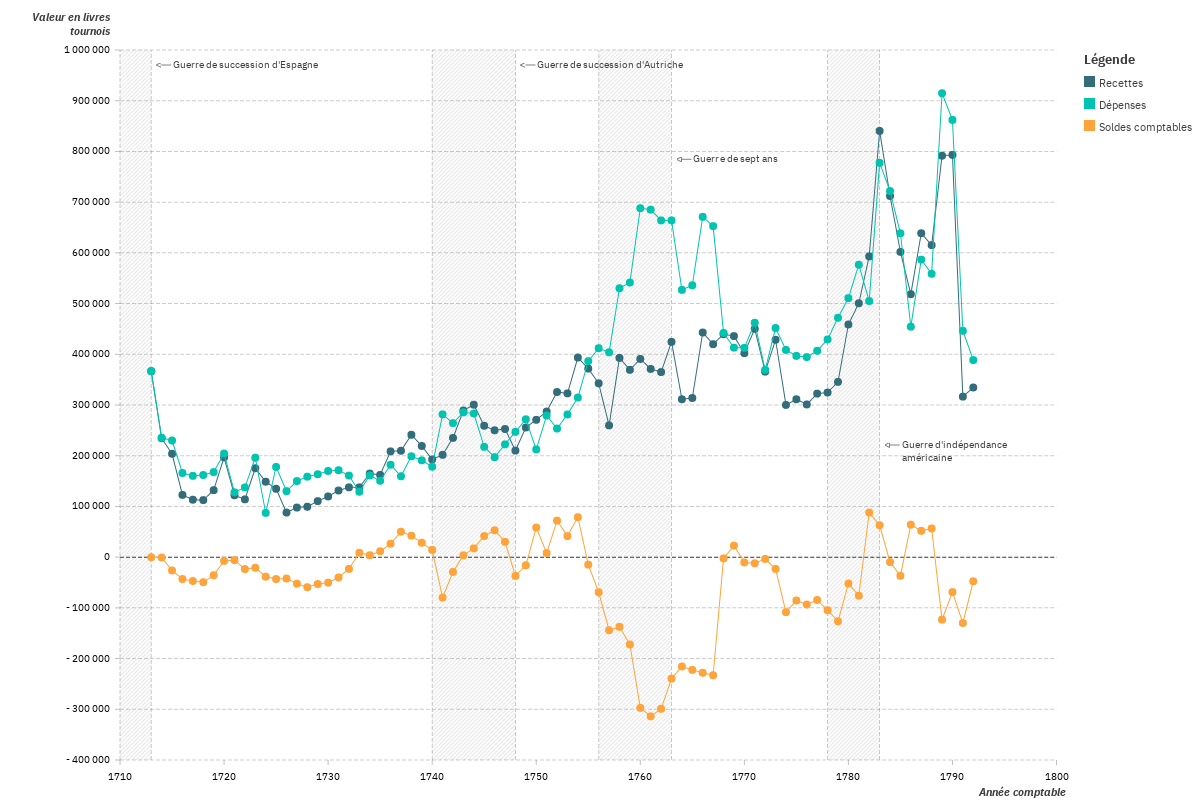 Valeur en livres
tournois
1 000 000
900 000
800 000
700 000
600 000
500 000
400 000
300 000
200 000
100 000
0
- 100 000
- 200 000
- 300 000
- 400 000
Guerre de succession d'Espagne
Guerre de succession d'Autriche
Guerre de sept ans
Guerre d'indépendance
américaine
1710
1720
1730
1740
1750
1760
1770
1780
1790
1800
Année comptable
Légende
Recettes
Dépenses
Soldes comptables